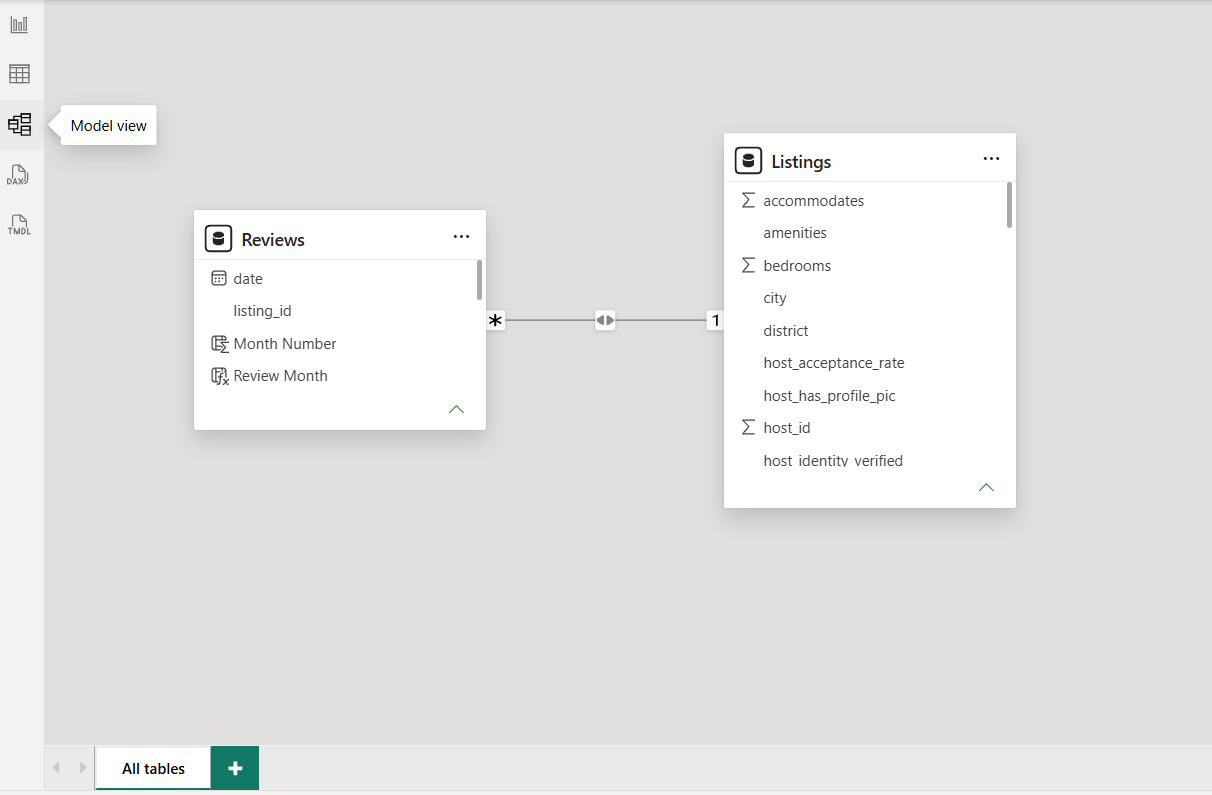 Model view
DAX
TMDL
Reviews
date
listing_id
Month Number
Review Month
*
1
Listings
accommodates
amenities
bedrooms
city
district
host_acceptance_rate
host_has_profile_pic
host_id
host_identity_verified
All tables